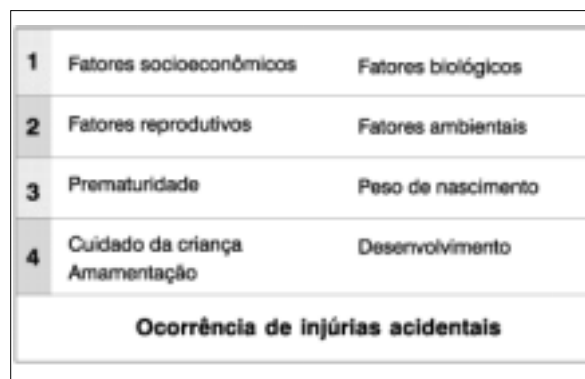 1 Fatores socioeconômicos Fatores biológicos
2 Fatores reprodutivos Fatores ambientais
3 Prematuridade Peso de nascimento
4 Cuidado da criança Desenvolvimento
Amamentação
Ocorrência de injúrias acidentais